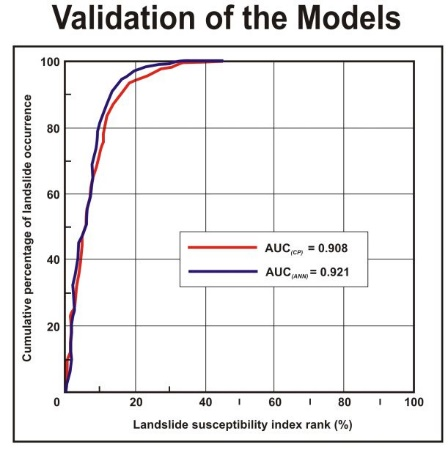 Validation of the Models
Cumulative percentage of landslide occurrence
100
80
60
40
20
AUC(CP) = 0.908
AUC(ANN) = 0.921
0 20 40 60 80 100
Landslide susceptibility index rank (%)